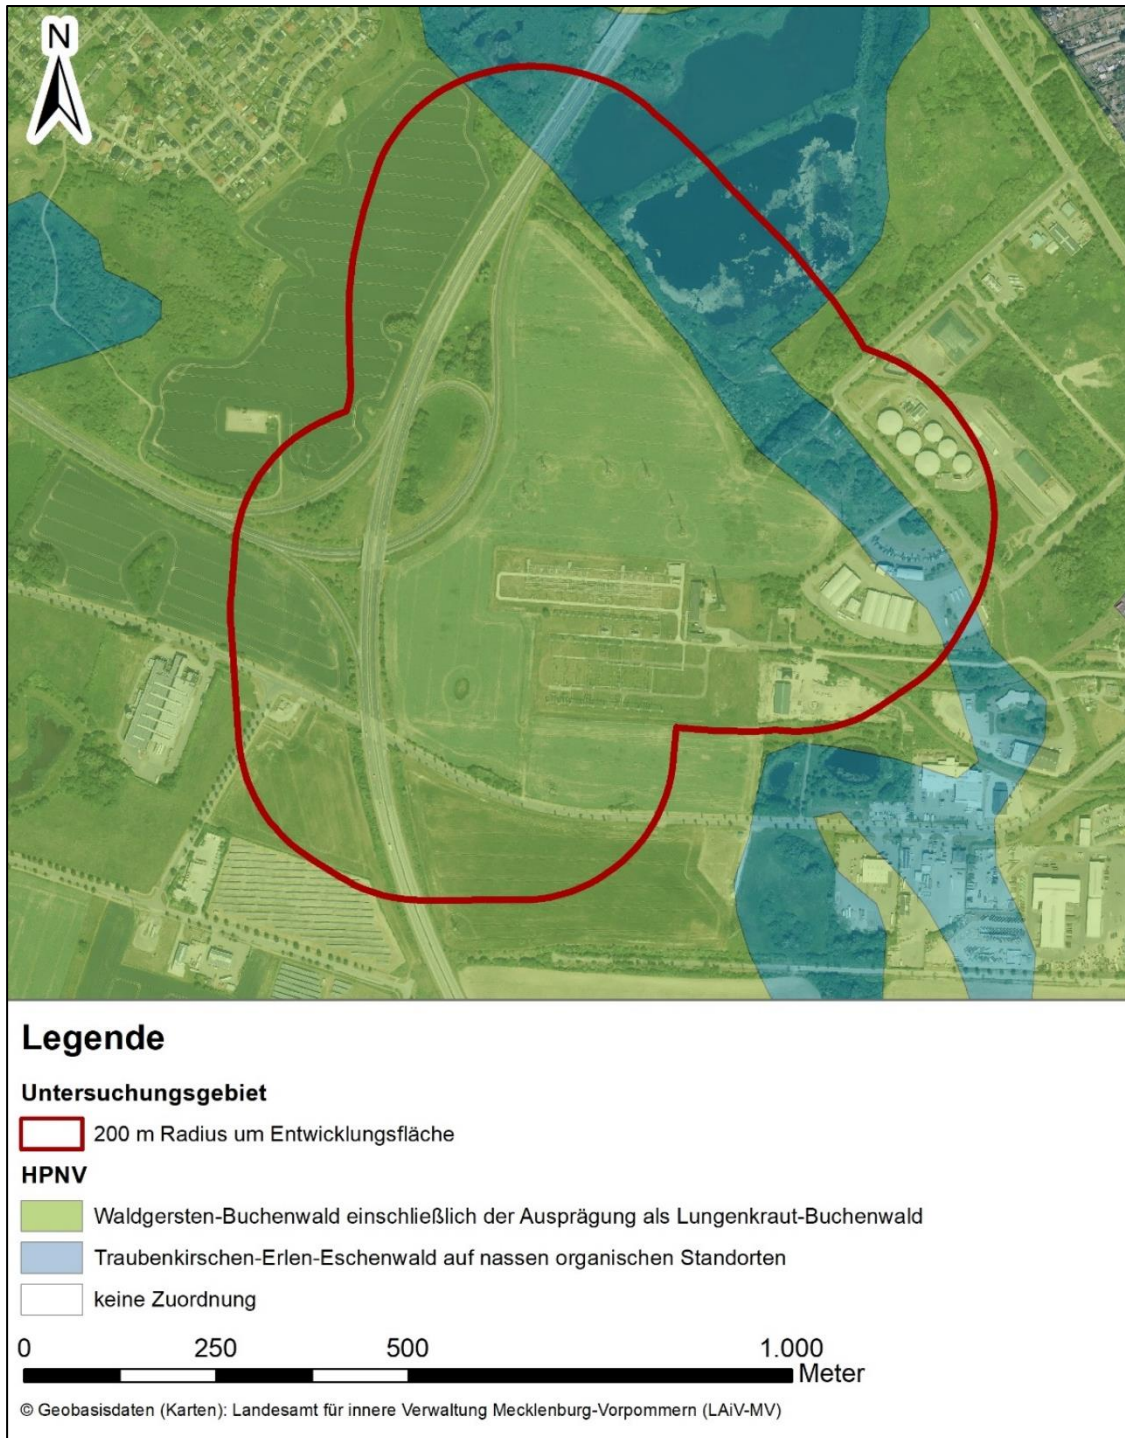 N
Legende
Untersuchungsgebiet
200 m Radius um Entwicklungsfläche
HPNV
Waldgersten-Buchenwald einschließlich der Ausprägung als Lungenkraut-Buchenwald
Traubenkirschen-Erlen-Eschenwald auf nassen organischen Standorten
keine Zuordnung
0 250 500 1.000
Meter
© Geobasisdaten (Karten): Landesamt für innere Verwaltung Mecklenburg-Vorpommern (LAiV-MV)